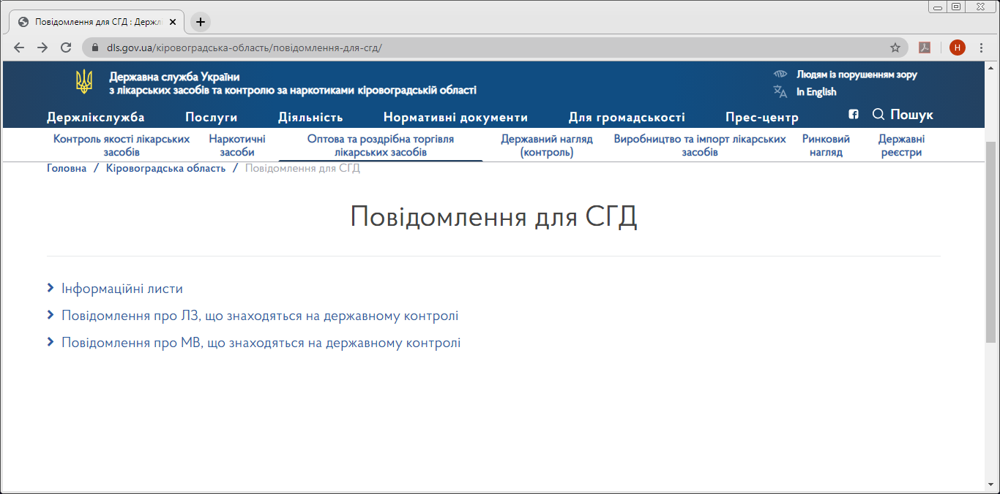 Повідомлення для СГД : Держлі
dls.gov.ua/кіровоградська-область/повідомлення-для-сгд/
Н
Державна служба України
з лікарських засобів та контролю за наркотиками кіровоградській області
Людям із порушенням зору
In English
Держлікслужба Послуги Діяльність Нормативні документи Для громадськості Прес-центр Пошук
Контроль якості лікарських засобів
Наркотичні засоби
Оптова та роздрібна торгівля лікарських засобів
Державний нагляд (контроль)
Виробництво та імпорт лікарських засобів
Ринковий нагляд
Державні реєстри
Головна / Кіровоградська область / Повідомлення для СГД
Повідомлення для СГД
Інформаційні листи
Повідомлення про ЛЗ, що знаходяться на державному контролі
Повідомлення про МВ, що знаходяться на державному контролі